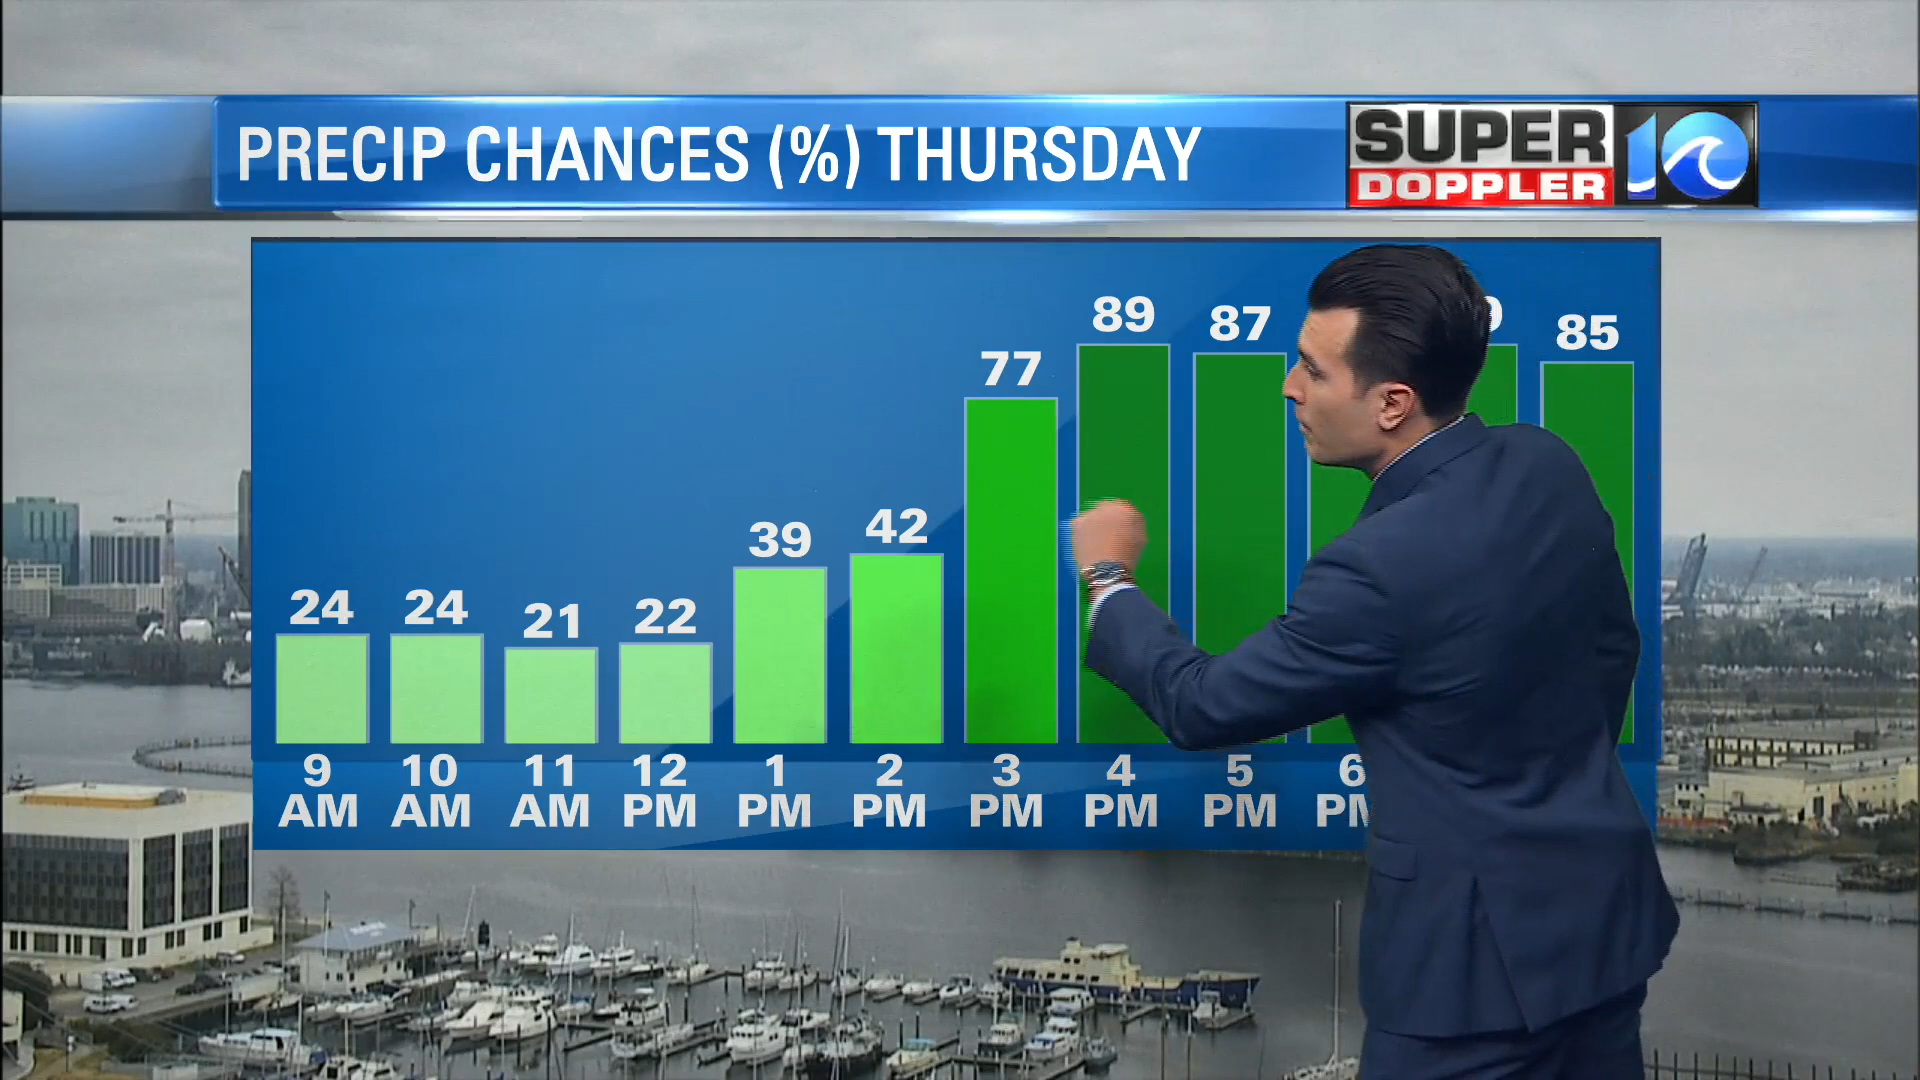 PRECIP CHANCES (%) THURSDAY
SUPER
DOPPLER
10
24 24 21 22 39 42 77 89 87 85
9 10 11 12 1 2 3 4 5 6
AM AM AM PM PM PM PM PM PM